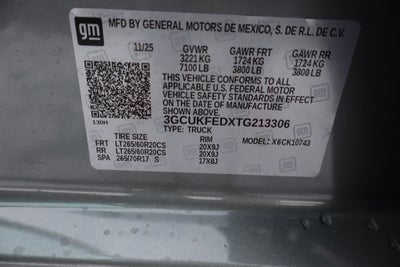 gm
MFD BY GENERAL MOTORS DE MEXICO, S. DE R.L. DE C.V.
11/25 GVWR GAWR FRT GAWR RR
3221 KG 1724 KG 1724 KG
7100 LB 3800 LB 3800 LB
THIS VEHICLE CONFORMS TO ALL
APPLICABLE U.S. FEDERAL MOTOR
VEHICLE SAFETY STANDARDS IN EFFECT
ON THE DATE OF MANUFACTURE
SHOWN ABOVE.
130H 3GCUKFEDXTG213306
TYPE: TRUCK MODEL: X6CK10743
TIRE SIZE RIM
FRT LT265/60R20CS 20X9J
RR LT265/60R20CS 20X9J
SPA 265/70R17 S 17X8J